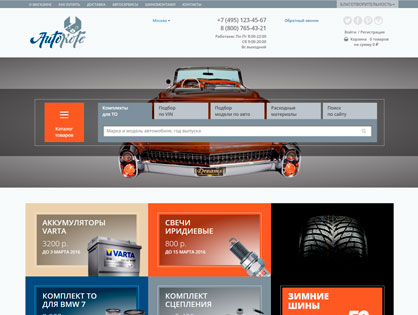 О МАГАЗИНЕ КАК КУПИТЬ ДОСТАВКА АВТОСЕРВИСЫ ШИНОМОНТАЖ КОНТАКТЫ
БЛАГОТВОРИТЕЛЬНОСТЬ
Москва
+7 (495) 123-45-67
8 (800) 765-43-21
Работаем: Пн-Пт 8:00-22:00
Сб 9:00-20:00
Вс выходной
Обратный звонок
Войти / Регистрация
Корзина 0 товаров
на сумму 0 ₽
Каталог
товаров
Комплекты
для ТО
Подбор
по VIN
Подбор
модели по авто
Расходные
материалы
Поиск
по сайту
Марка и модель автомобиля, год выпуска
Dreams
АККУМУЛЯТОРЫ
VARTA
3200 р.
ДО 3 МАРТА 2016
VARTA
СВЕЧИ
ИРИДИЕВЫЕ
800 р.
ДО 15 МАРТА 2016
КОМПЛЕКТ ТО
ДЛЯ BMW 7
КОМПЛЕКТ
СЦЕПЛЕНИЯ
ЗИМНИЕ
ШИНЫ